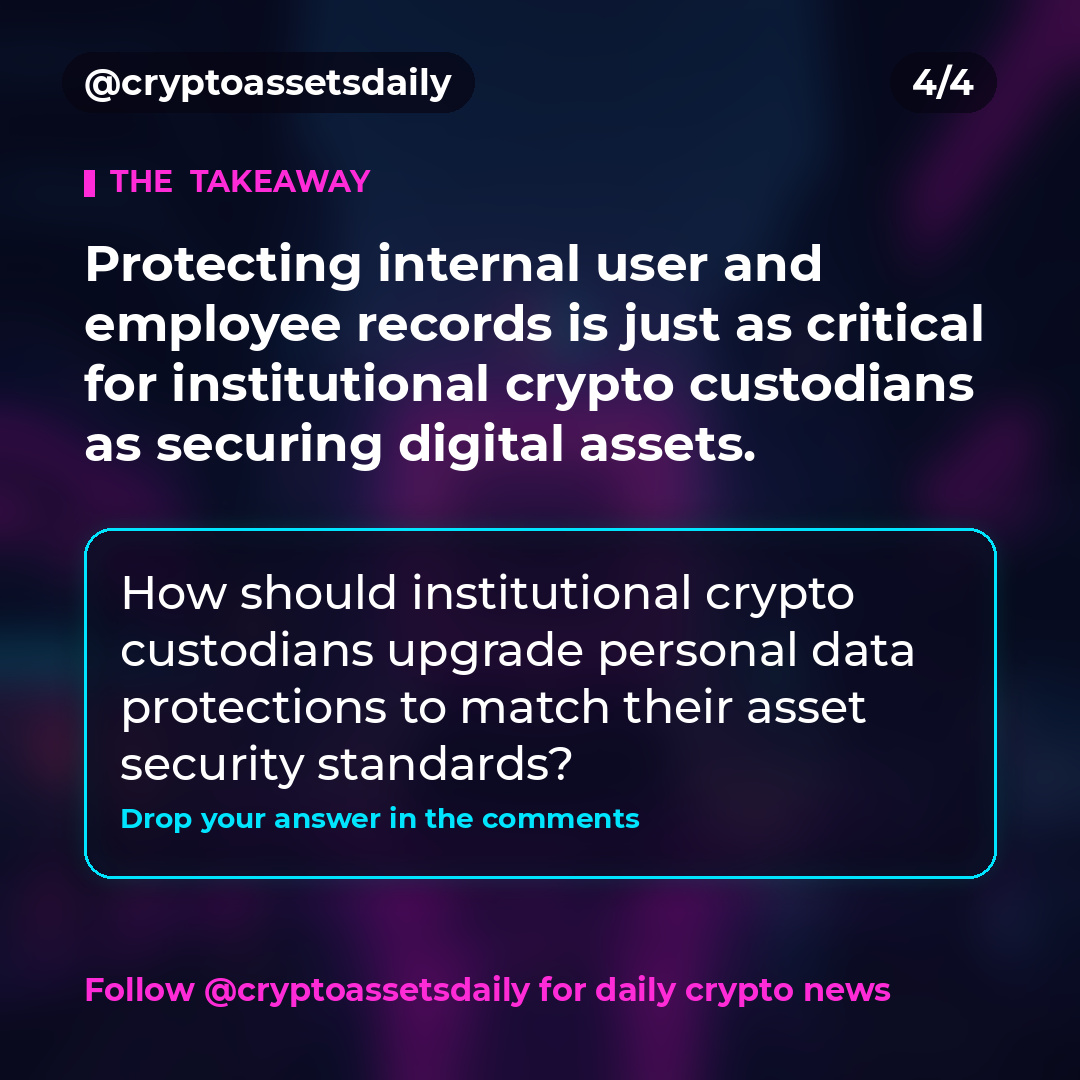 @cryptoassetsdaily
4/4
THE TAKEAWAY
Protecting internal user and
employee records is just as critical
for institutional crypto custodians
as securing digital assets.
How should institutional crypto
custodians upgrade personal data
protections to match their asset
security standards?
Drop your answer in the comments
Follow @cryptoassetsdaily for daily crypto news